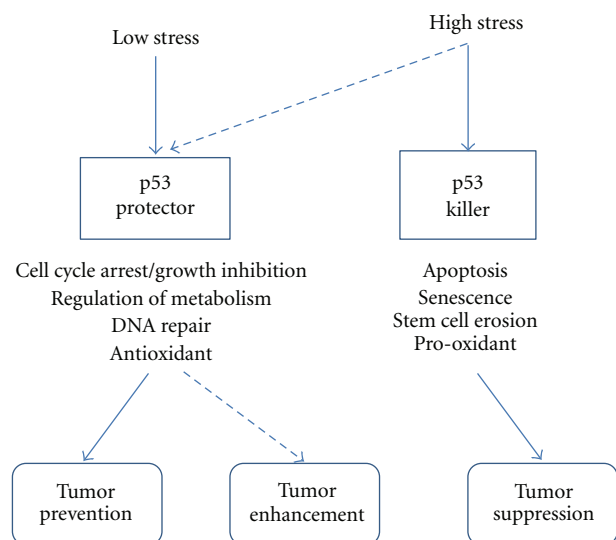 Low stress
High stress
p53
protector
p53
killer
Cell cycle arrest/growth inhibition
Regulation of metabolism
DNA repair
Antioxidant
Apoptosis
Senescence
Stem cell erosion
Pro-oxidant
Tumor
prevention
Tumor
enhancement
Tumor
suppression